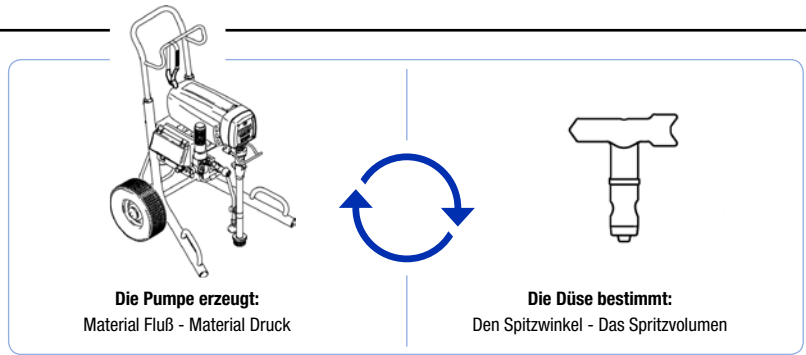 Die Pumpe erzeugt:
Material Fluß - Material Druck
Die Düse bestimmt:
Den Spitzwinkel - Das Spritzvolumen